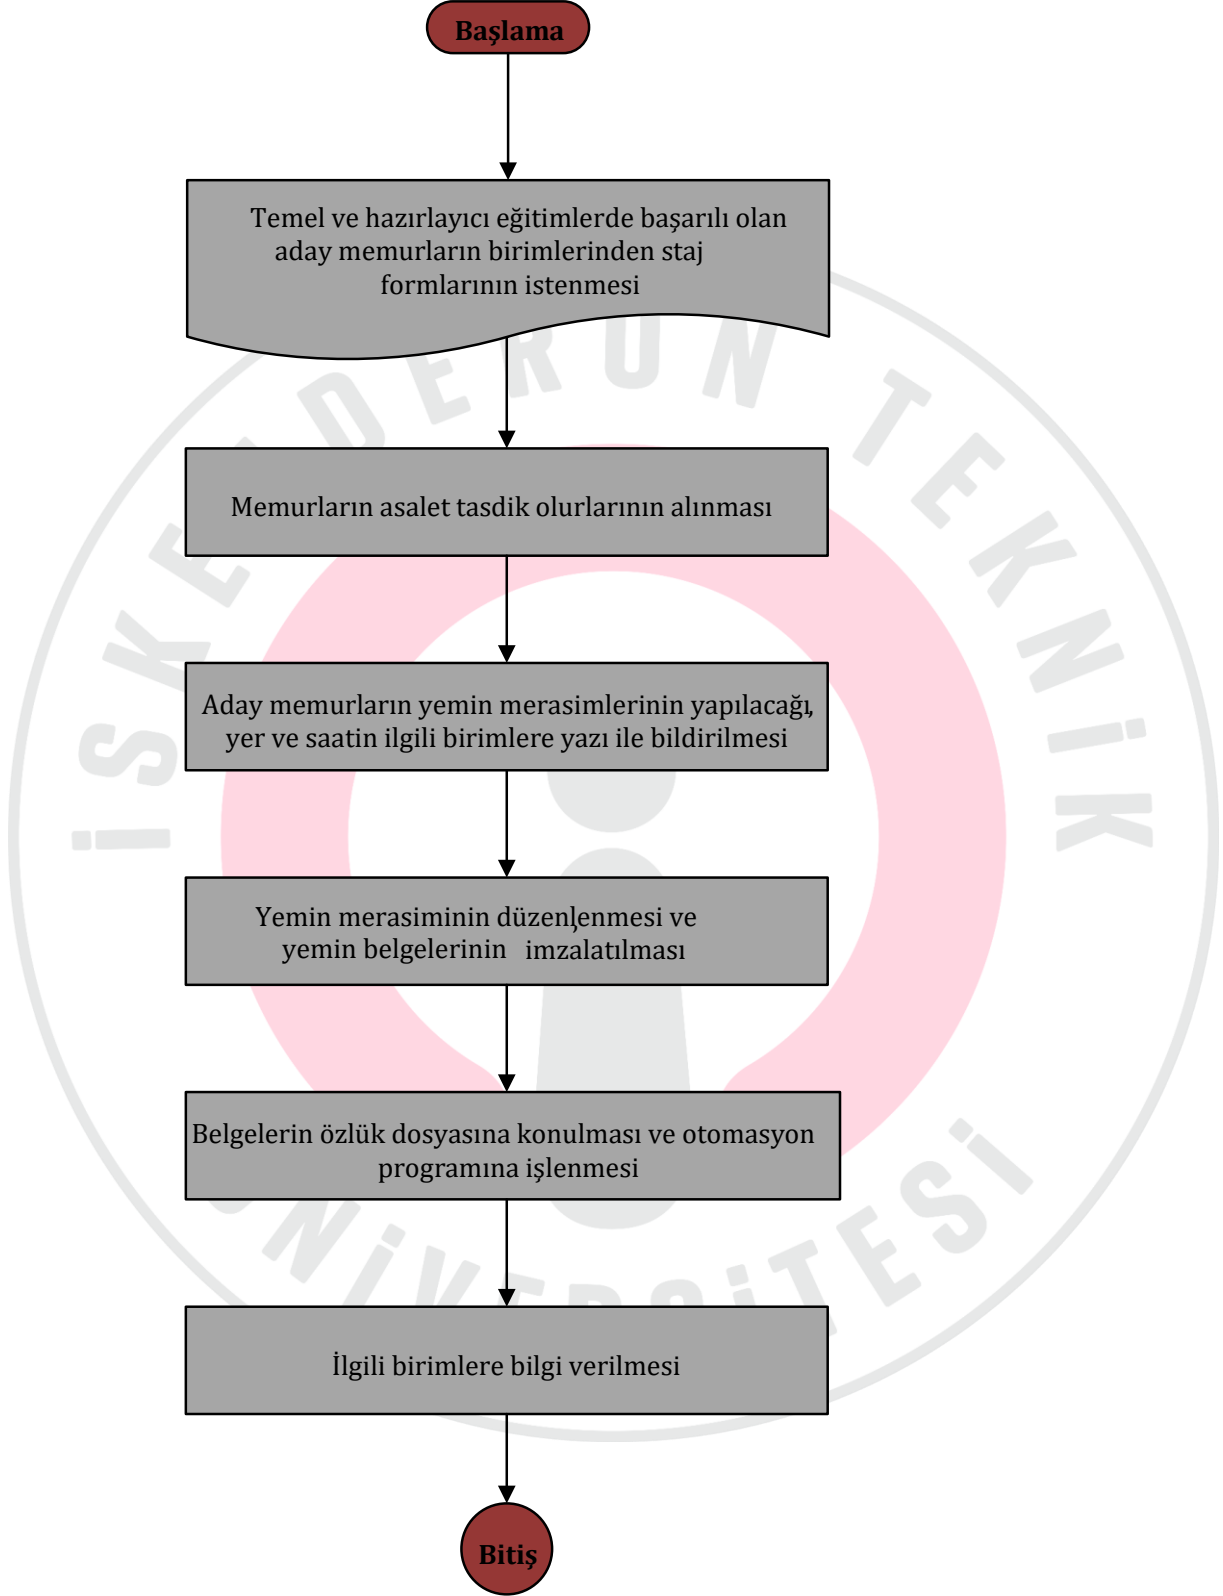 Başlama
Temel ve hazırlayıcı eğitimlerde başarılı olan
aday memurların birimlerinden staj
formlarının istenmesi
Memurların asalet tasdik olurlarının alınması
Aday memurların yemin merasimlerinin yapılacağı,
yer ve saatin ilgili birimlere yazı ile bildirilmesi
Yemin merasiminin düzenlenmesi ve
yemin belgelerinin imzalatılması
Belgelerin özlük dosyasına konulması ve otomasyon
programına işlenmesi
İlgili birimlere bilgi verilmesi
Bitiş
TEKNİK